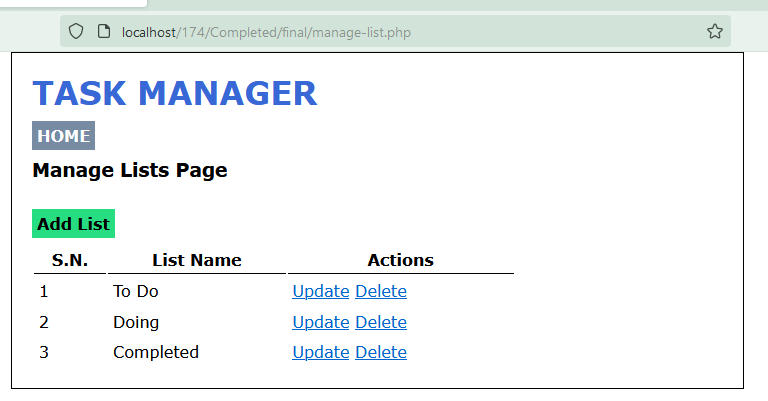 localhost/174/Completed/final/manage-list.php
TASK MANAGER
HOME
Manage Lists Page
Add List
S.N. List Name Actions
1 To Do Update Delete
2 Doing Update Delete
3 Completed Update Delete